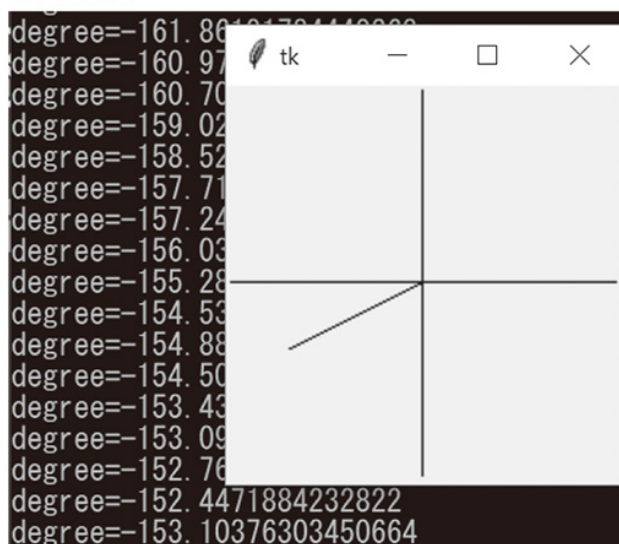 degree=-161.86
tk
degree=-160.97
degree=-160.70
degree=-159.02
degree=-158.52
degree=-157.71
degree=-157.24
degree=-156.03
degree=-155.28
degree=-154.53
degree=-154.88
degree=-154.50
degree=-153.43
degree=-153.09
degree=-152.76
degree=-152.4471884232822
degree=-153.10376303450664